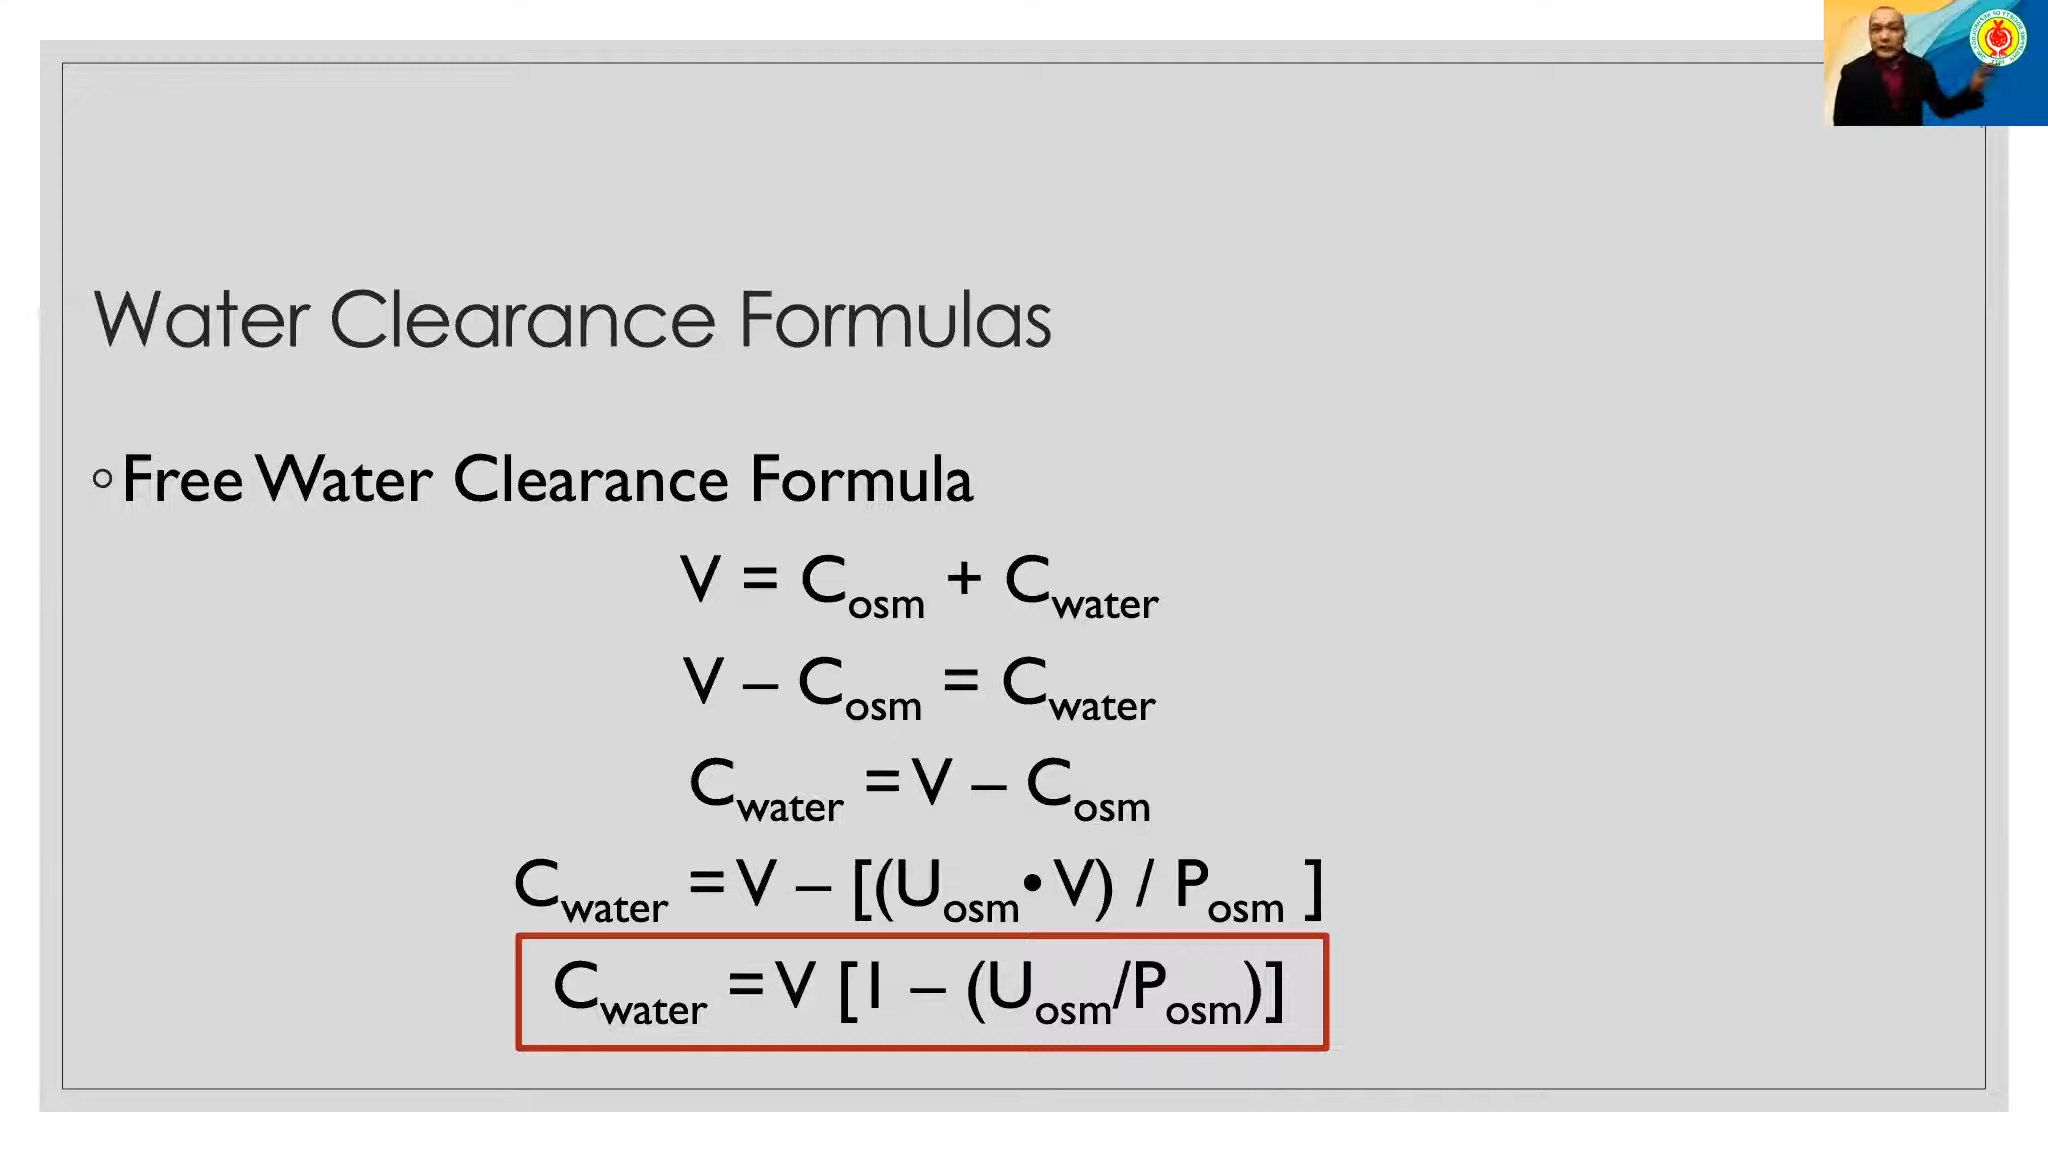 Water Clearance Formulas
◦Free Water Clearance Formula
V = Cosm + Cwater
V – Cosm = Cwater
Cwater = V – Cosm
Cwater = V – [(Uosm•V) / Posm ]
Cwater = V [1 – (Uosm/Posm)]